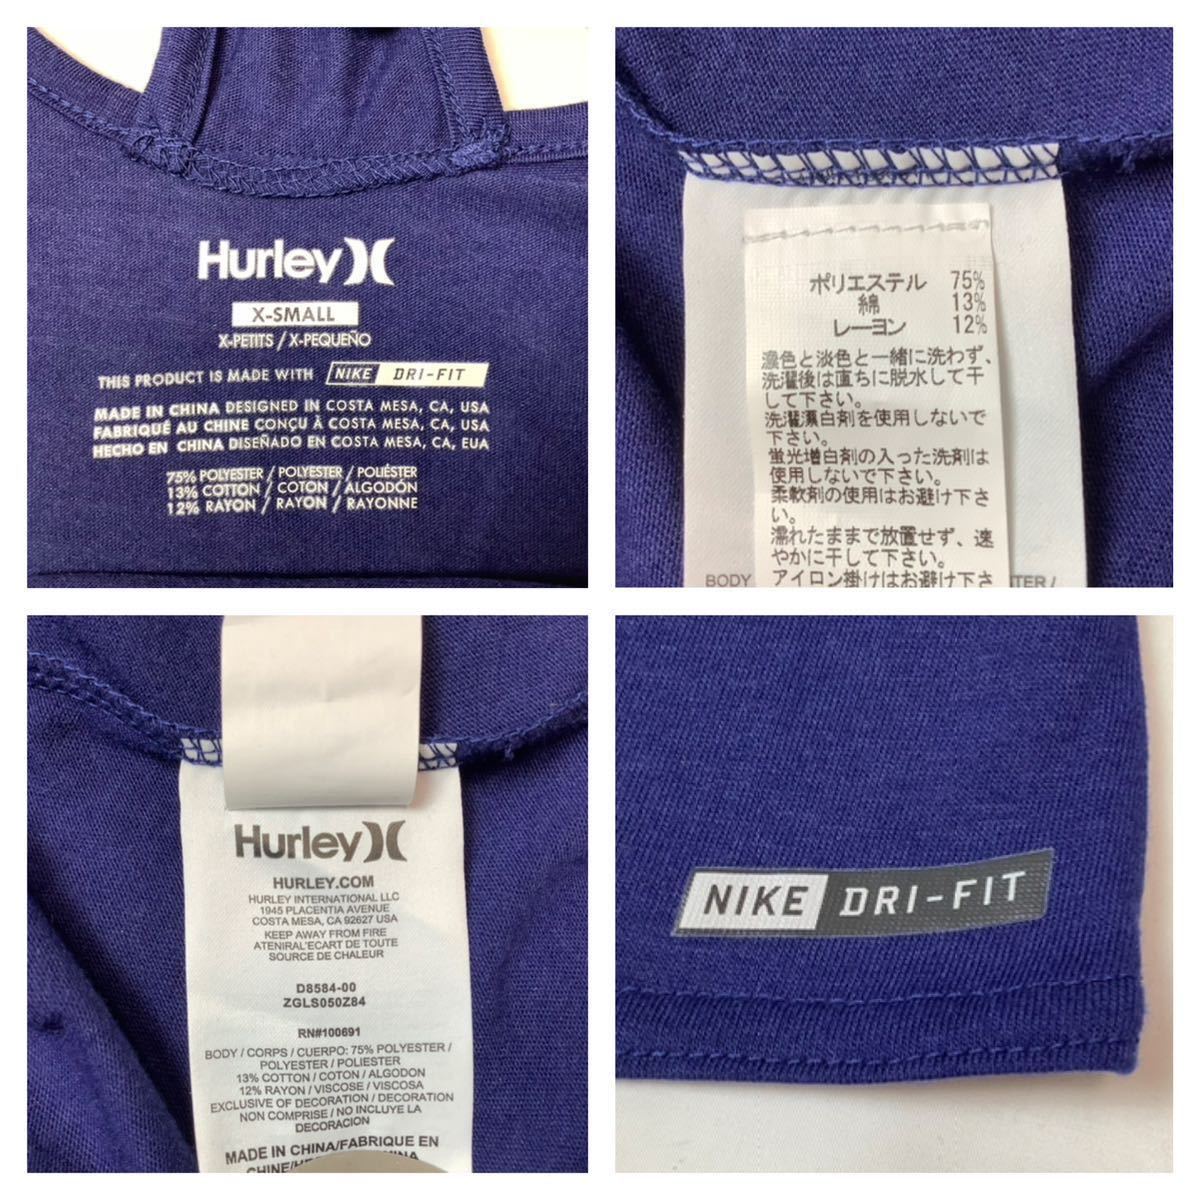 Hurley
X-SMALL
X-PETITS / X-PEQUEÑO
THIS PRODUCT IS MADE WITH NIKE DRI-FIT
MADE IN CHINA DESIGNED IN COSTA MESA, CA, USA
FABRIQUÉ AU CHINE CONÇU À COSTA MESA, CA, USA
HECHO EN CHINA DISEÑADO EN COSTA MESA, CA, EUA
75% POLYESTER / POLYESTER / POLIÉSTER
13% COTTON / COTON / ALGODÓN
12% RAYON / RAYON / RAYONNE
ポリエステル 75%
綿 13%
レーヨン 12%
濃色と淡色と一緒に洗わず、
洗濯後は直ちに脱水して干
して下さい。
洗濯漂白剤を使用しないで
下さい。
蛍光増白剤の入った洗剤は
使用しないで下さい。
柔軟剤の使用はお避け下さ
い。
濡れたままで放置せず、速
やかに干して下さい。
BODY アイロン掛けはお避け下さ TER /
Hurley
HURLEY.COM
HURLEY INTERNATIONAL LLC
1945 PLACENTIA AVENUE
COSTA MESA, CA 92627 USA
KEEP AWAY FROM FIRE
ATENIRAL'ECART DE TOUTE
SOURCE DE CHALEUR
D8584-00
ZGLS050Z84
RN#100691
BODY / CORPS / CUERPO: 75% POLYESTER /
POLYESTER / POLIESTER
13% COTTON / COTON / ALGODON
12% RAYON / VISCOSE / VISCOSA
EXCLUSIVE OF DECORATION / DECORATION
NON COMPRISE / NO INCLUYE LA
DECORACION
MADE IN CHINA/FABRIQUE EN
NIKE DRI-FIT